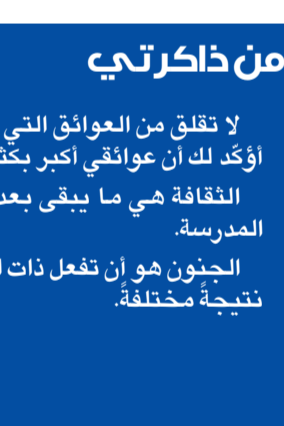 من ذاكرتي
لا تقلق من العوائق التي
أؤكّد لك أن عوائقي أكبر
الثقافة هي ما يبقى بعد
المدرسة.
الجنون هو أن تفعل ذات
نتيجةً مختلفةً.